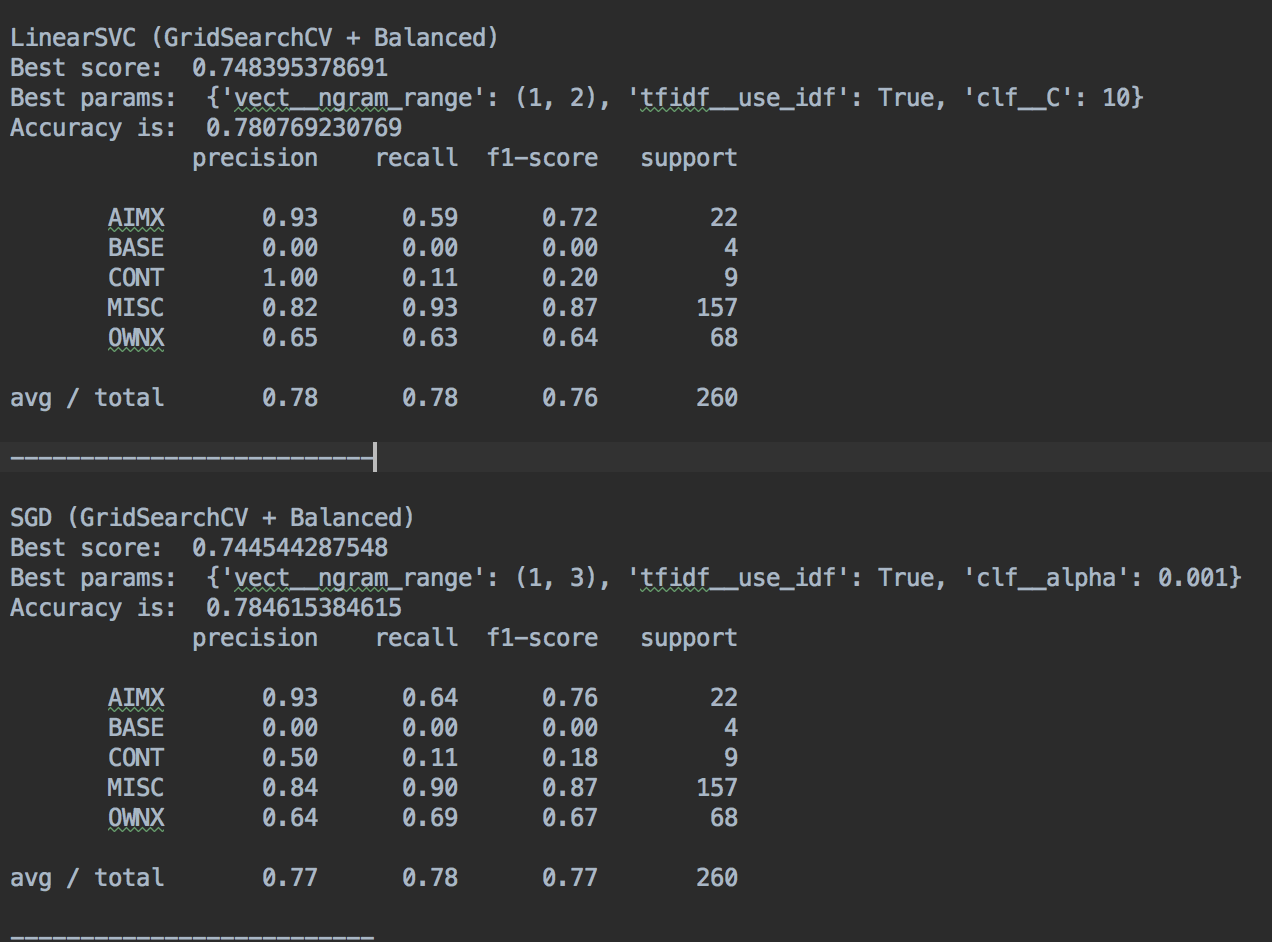 LinearSVC (GridSearchCV + Balanced)
Best score:  0.748395378691
Best params:  {'vect__ngram_range': (1, 2), 'tfidf__use_idf': True, 'clf__C': 10}
Accuracy is:  0.780769230769
             precision    recall  f1-score   support

       AIMX       0.93      0.59      0.72        22
       BASE       0.00      0.00      0.00         4
       CONT       1.00      0.11      0.20         9
       MISC       0.82      0.93      0.87       157
       OWNX       0.65      0.63      0.64        68

avg / total       0.78      0.78      0.76       260

--------------------------

SGD (GridSearchCV + Balanced)
Best score:  0.744544287548
Best params:  {'vect__ngram_range': (1, 3), 'tfidf__use_idf': True, 'clf__alpha': 0.001}
Accuracy is:  0.784615384615
             precision    recall  f1-score   support

       AIMX       0.93      0.64      0.76        22
       BASE       0.00      0.00      0.00         4
       CONT       0.50      0.11      0.18         9
       MISC       0.84      0.90      0.87       157
       OWNX       0.64      0.69      0.67        68

avg / total       0.77      0.78      0.77       260

--------------------------